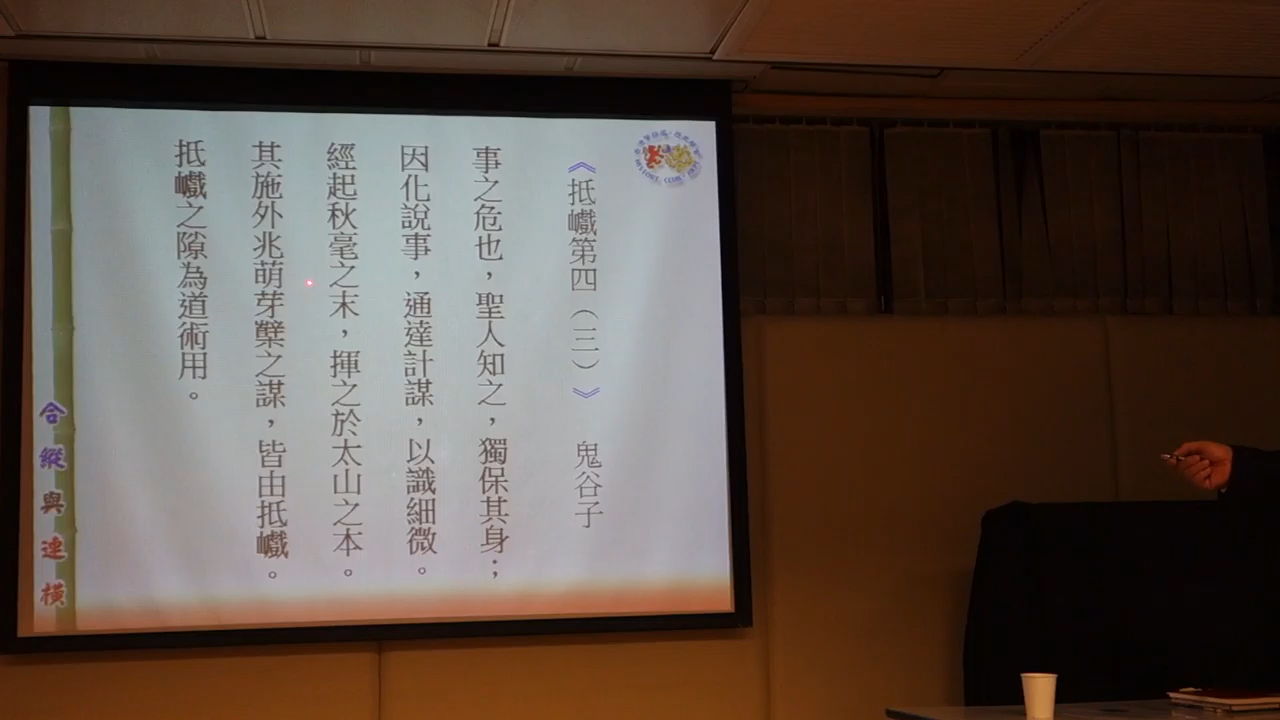 《抵巇第四(三)》 鬼谷子
事之危也,聖人知之,獨保其身;
因化說事,通達計謀,以識細微。
經起秋毫之末,揮之於太山之本。
其施外兆萌芽孽之謀,皆由抵巇。
抵巇之隙為道術用。
合縱與連橫